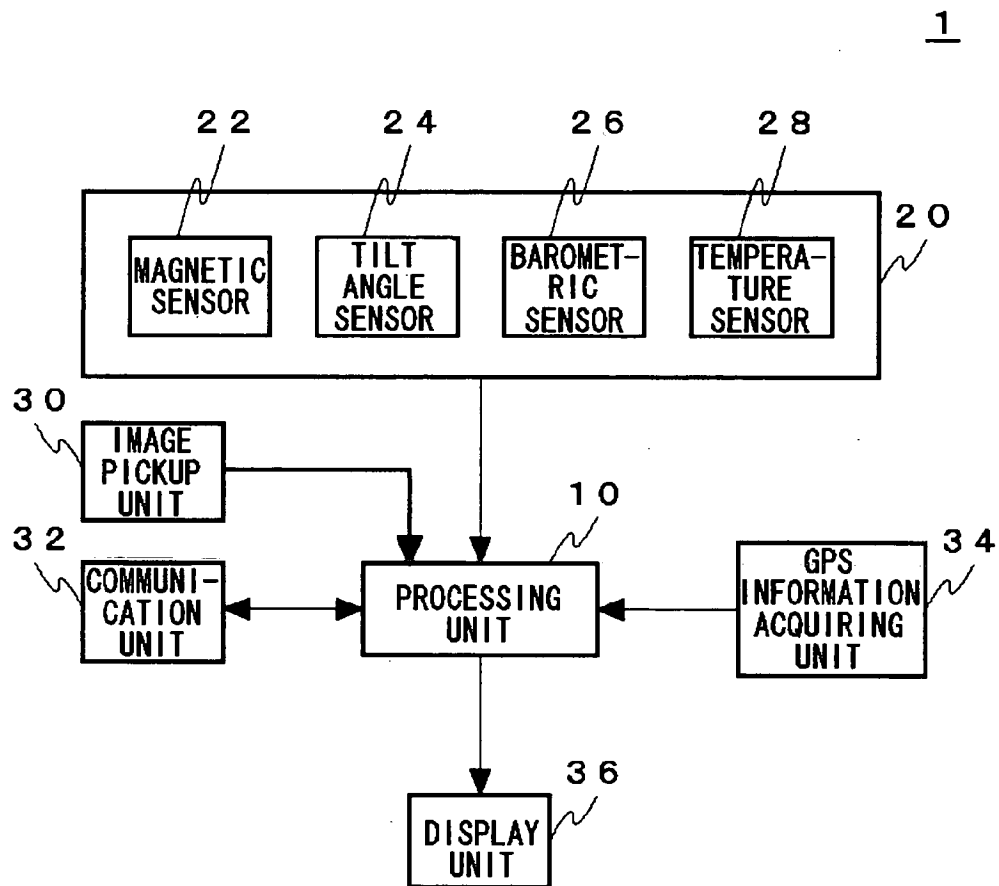 1
22
24
26
28
20
MAGNETIC
SENSOR
TILT
ANGLE
SENSOR
BAROMET-
RIC
SENSOR
TEMPERA-
TURE
SENSOR
30
IMAGE
PICKUP
UNIT
10
32
COMMUNI-
CATION
UNIT
PROCESSING
UNIT
34
GPS
INFORMATION
ACQUIRING
UNIT
36
DISPLAY
UNIT